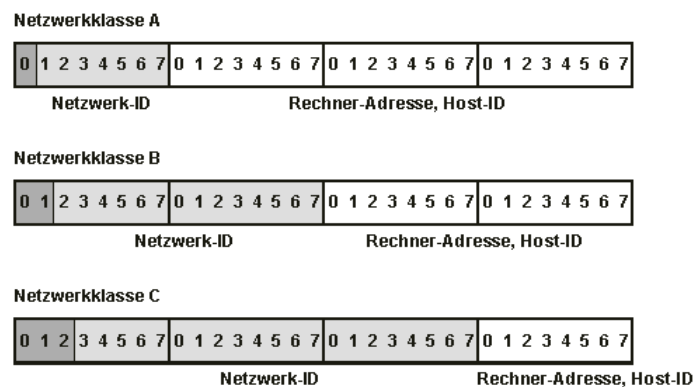 Netzwerkklasse A
0 1 2 3 4 5 6 7 0 1 2 3 4 5 6 7 0 1 2 3 4 5 6 7 0 1 2 3 4 5 6 7
Netzwerk-ID Rechner-Adresse, Host-ID
Netzwerkklasse B
0 1 2 3 4 5 6 7 0 1 2 3 4 5 6 7 0 1 2 3 4 5 6 7 0 1 2 3 4 5 6 7
Netzwerk-ID Rechner-Adresse, Host-ID
Netzwerkklasse C
0 1 2 3 4 5 6 7 0 1 2 3 4 5 6 7 0 1 2 3 4 5 6 7 0 1 2 3 4 5 6 7
Netzwerk-ID Rechner-Adresse, Host-ID